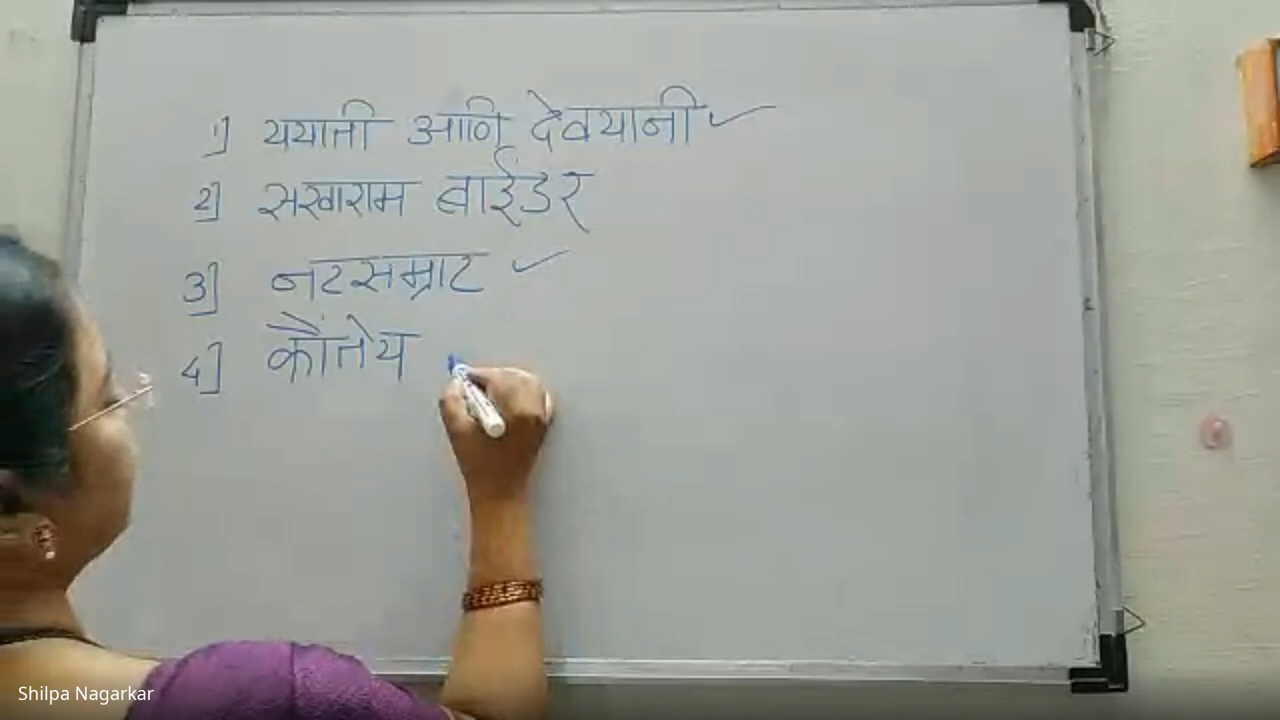 1] ययाती आणि देवयानी ✓
2] सखाराम बाईंडर
3] नटसम्राट ✓
4] कौंतेय
Shilpa Nagarkar